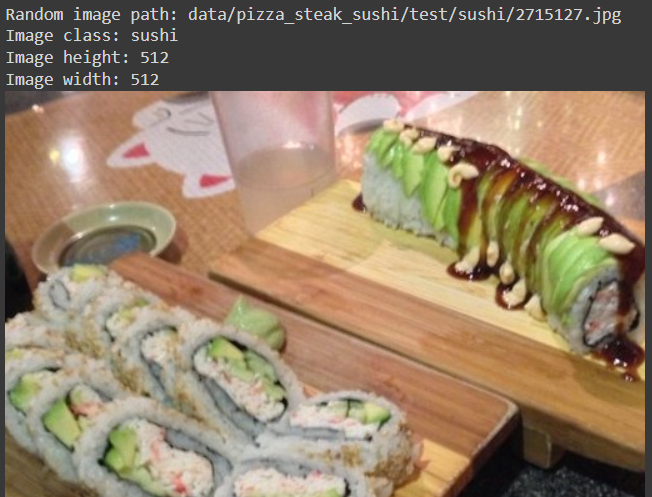 Random image path: data/pizza_steak_sushi/test/sushi/2715127.jpg
Image class: sushi
Image height: 512
Image width: 512